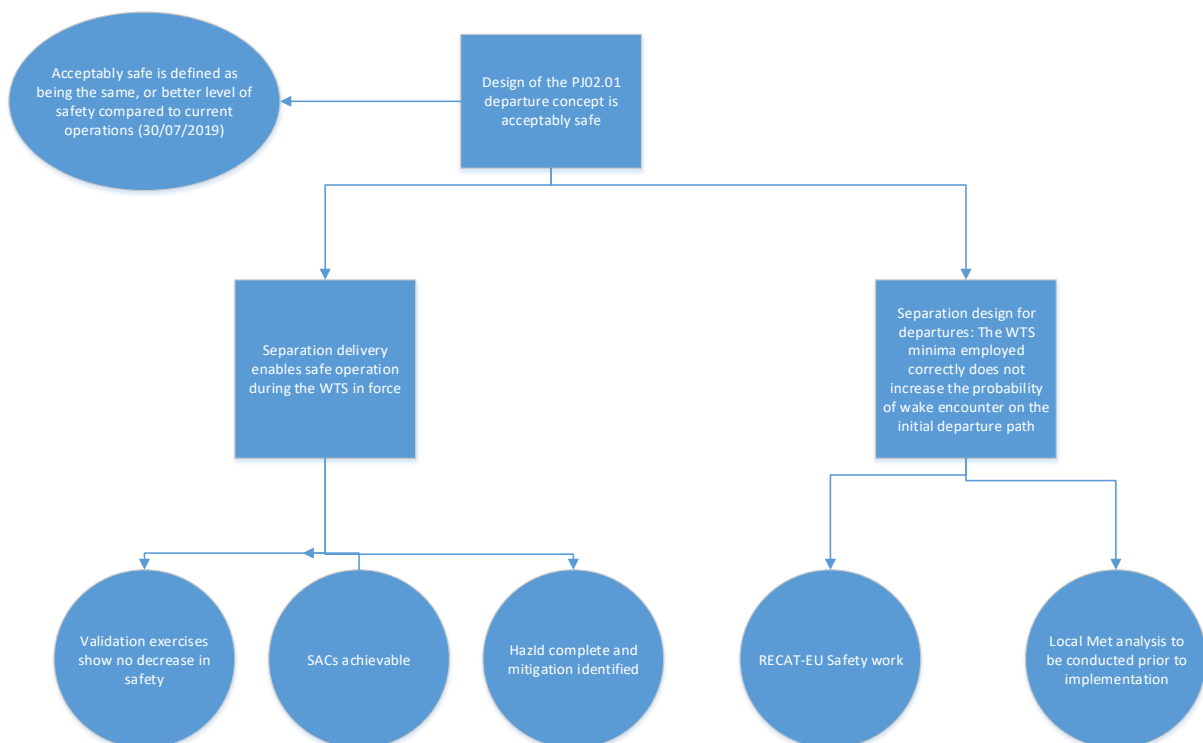 Acceptably safe is defined as
being the same, or better level of
safety compared to current
operations (30/07/2019)
Design of the PJ02.01
departure concept is
acceptably safe
Separation delivery
enables safe operation
during the WTS in force
Separation design for
departures: The WTS
minima employed
correctly does not
increase the probability
of wake encounter on the
initial departure path
Validation exercises
show no decrease in
safety
SACs achievable
HazId complete and
mitigation identified
RECAT-EU Safety work
Local Met analysis to
be conducted prior to
implementation